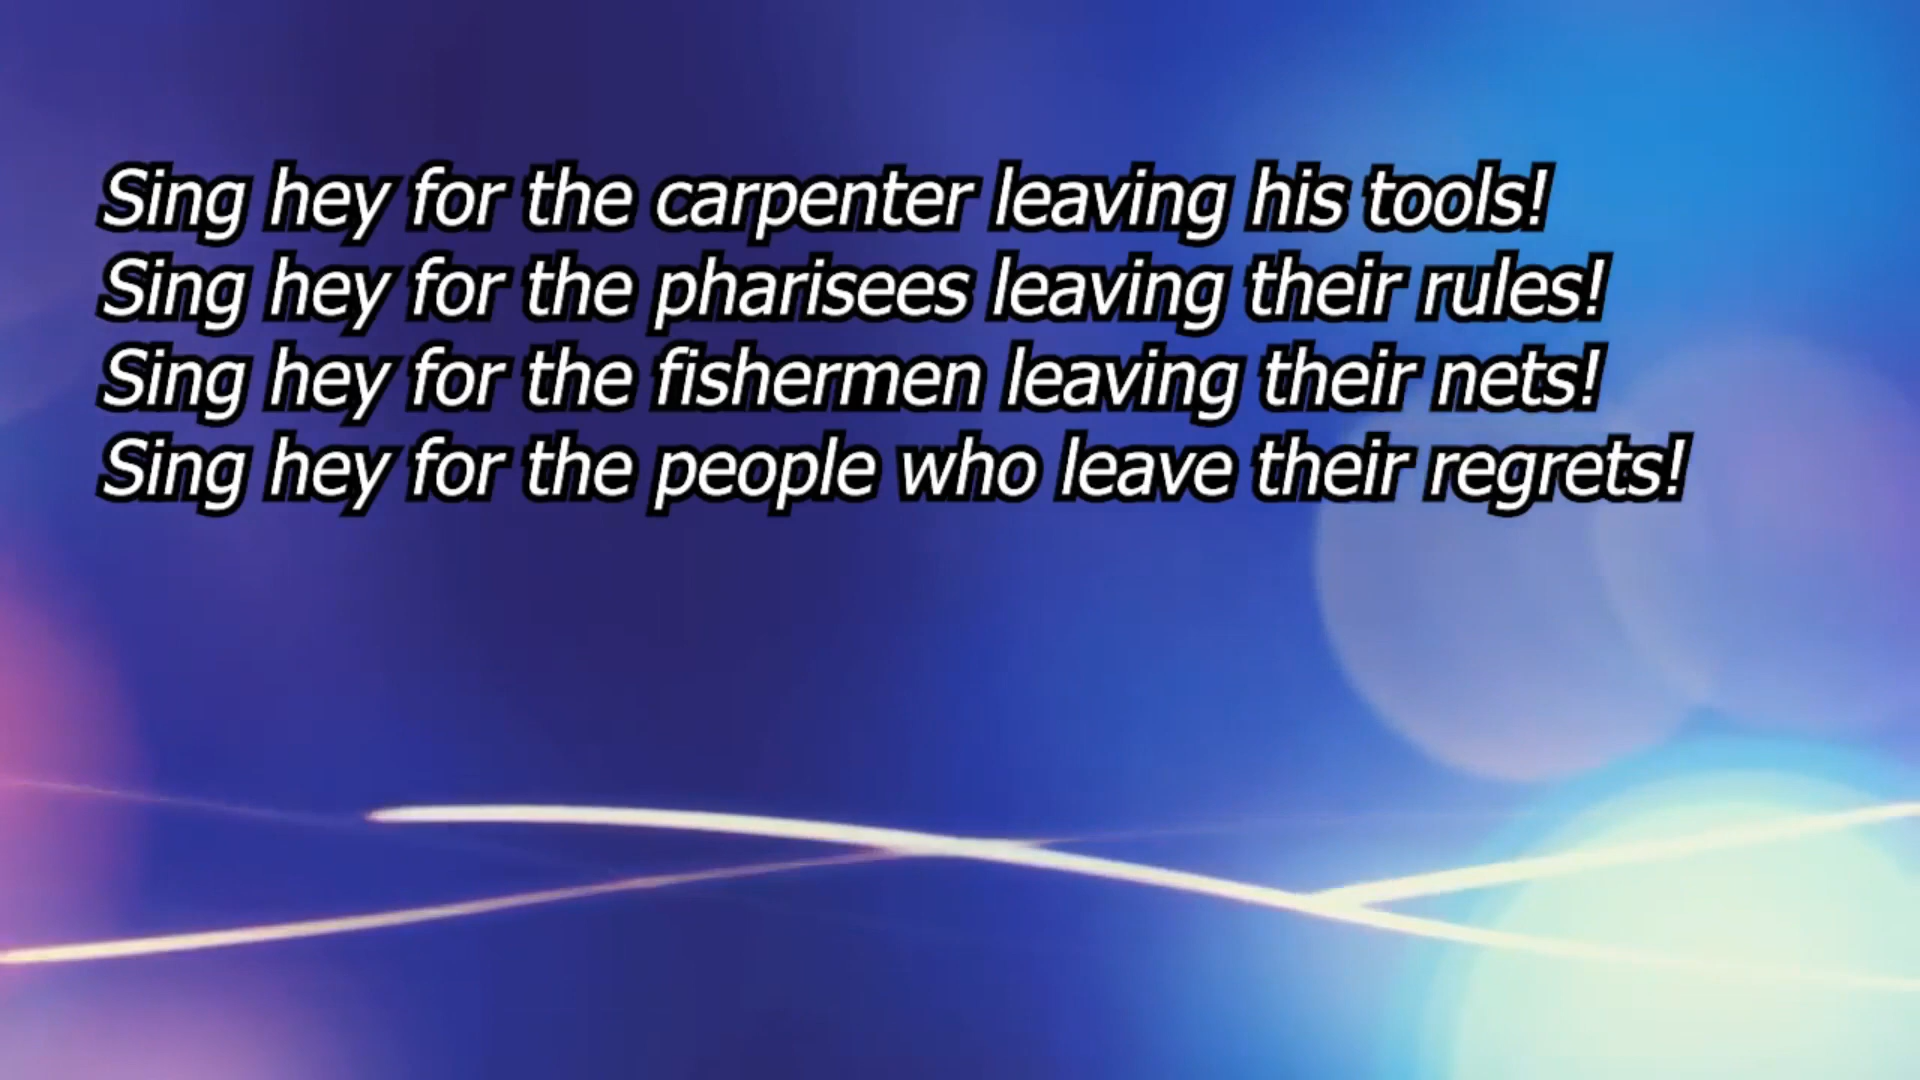 Sing hey for the carpenter leaving his tools!
Sing hey for the pharisees leaving their rules!
Sing hey for the fishermen leaving their nets!
Sing hey for the people who leave their regrets!